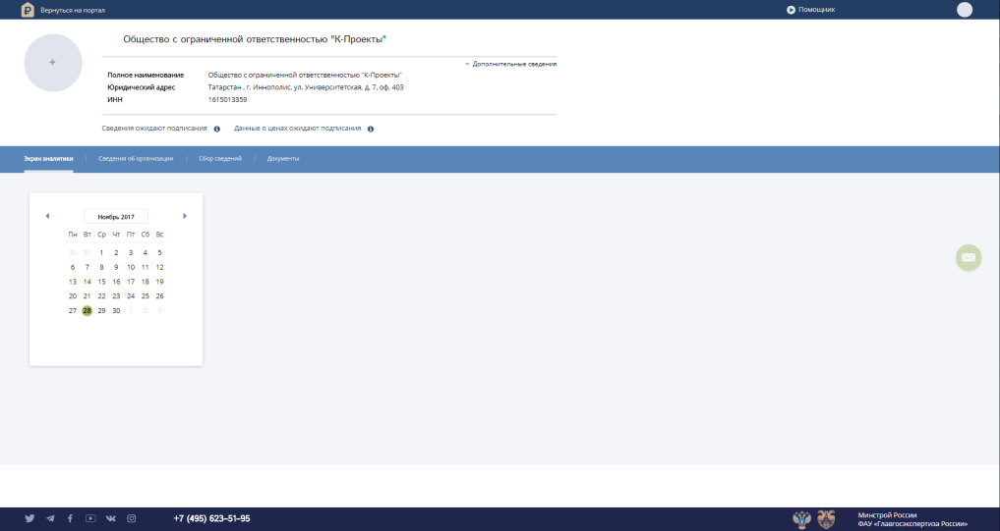 Вернуться на портал
Помощник
Общество с ограниченной ответственностью "К-Проекты"
Дополнительные сведения
Полное наименование Общество с ограниченной ответственностью "К-Проекты"
Юридический адрес Татарстан , г. Иннополис, ул. Университетская, д. 7, оф. 403
ИНН 1615013359
Сведения ожидают подписания Данные о ценах ожидают подписания
Экран аналитики Сведения об организации Сбор сведений Документы
Ноябрь 2017
Пн Вт Ср Чт Пт Сб Вс
30 31 1 2 3 4 5
6 7 8 9 10 11 12
13 14 15 16 17 18 19
20 21 22 23 24 25 26
27 28 29 30 1 2 3
+7 (495) 623-51-95
Минстрой России
ФАУ «Главгосэкспертиза России»